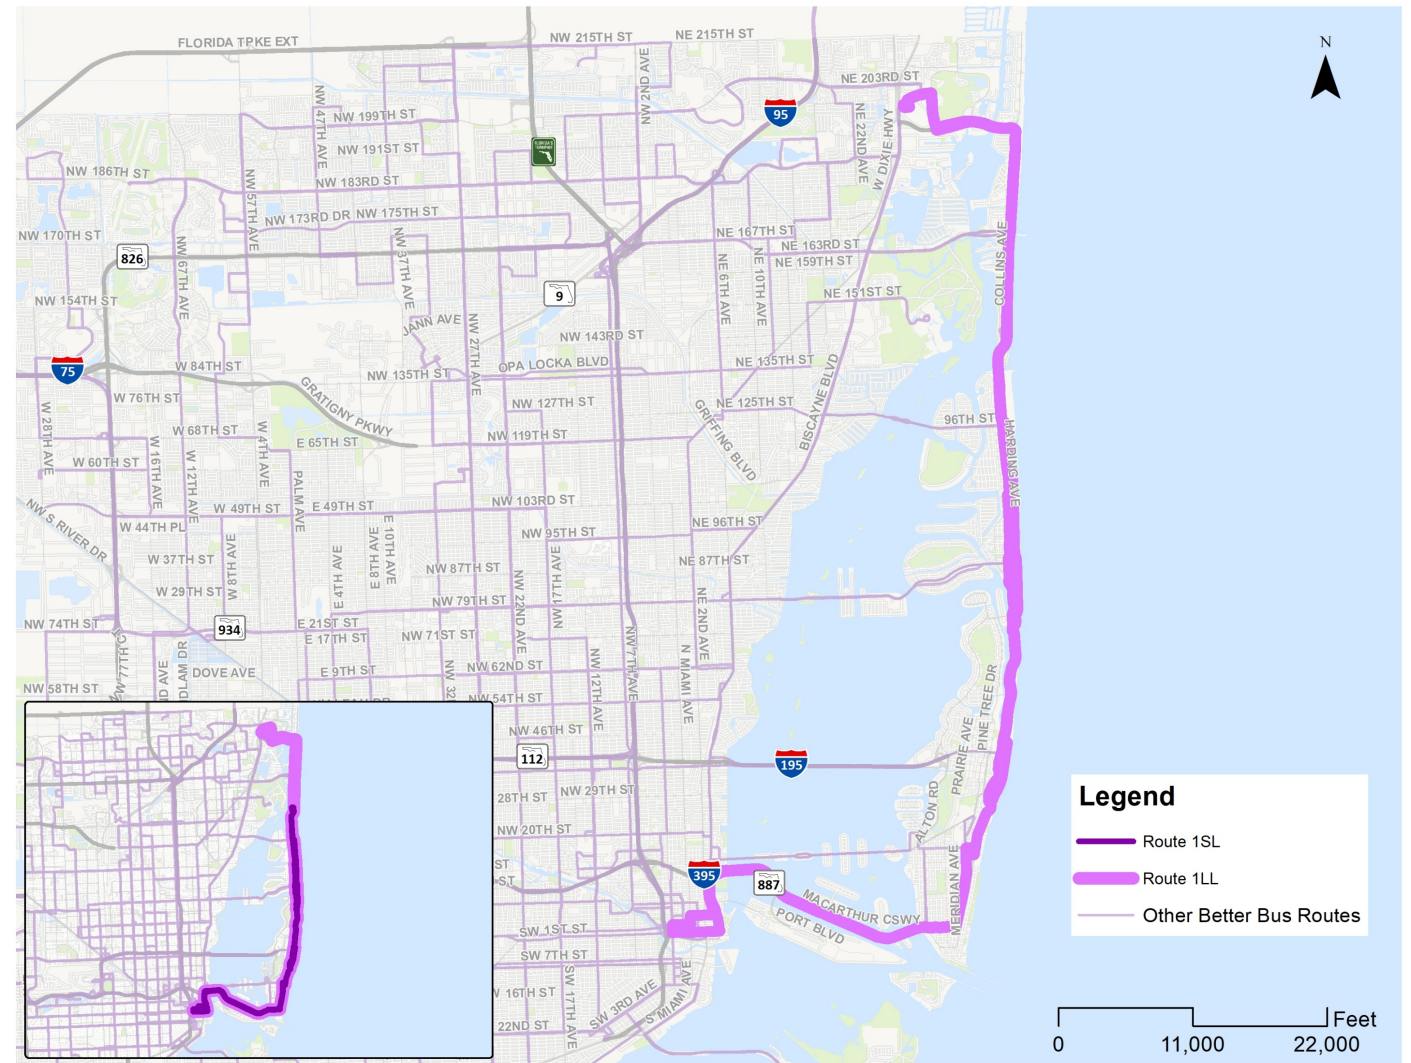 FLORIDA TPKE EXT
NW 215TH ST
NE 215TH ST
N
NE 203RD ST
NW 2ND AVE
95
NW 47TH AVE
NW 199TH ST
NE 22ND AVE
W DIXIE HWY
NW 191ST ST
NW 186TH ST
NW 183RD ST
NW 57TH AVE
NW 173RD DR
NW 175TH ST
NW 170TH ST
NW 67TH AVE
NW 37TH AVE
NE 167TH ST
NE 163RD ST
NE 159TH ST
826
COLLINS AVE
NE 6TH AVE
NE 10TH AVE
9
NE 151ST ST
NW 154TH ST
JANN AVE
NW 27TH AVE
NW 143RD ST
75
W 84TH ST
OPA LOCKA BLVD
NE 135TH ST
NW 135TH ST
GRATIGNY PKWY
BISCAYNE BLVD
W 76TH ST
NW 127TH ST
NE 125TH ST
GRIFFING BLVD
96TH ST
HARDING AVE
W 28TH AVE
W 68TH ST
W 4TH AVE
E 65TH ST
NW 119TH ST
W 16TH AVE
W 12TH AVE
W 60TH ST
PALM AVE
NW 103RD ST
W 49TH ST
E 49TH ST
NW S RIVER DR
W 44TH PL
NW 95TH ST
NE 96TH ST
E 10TH AVE
E 8TH AVE
E 4TH AVE
W 8TH AVE
W 37TH ST
NW 87TH ST
NE 87TH ST
NW 22ND AVE
NW 17TH AVE
W 29TH ST
NW 79TH ST
NE 2ND AVE
NW 74TH ST
934
E 21ST ST
E 17TH ST
NW 71ST ST
NW 7TH AVE
NW 12TH AVE
N MIAMI AVE
NW 77TH
DOVE AVE
E 9TH ST
NW 62ND ST
NW 58TH ST
NW 54TH ST
PINE TREE DR
PRAIRIE AVE
NW 46TH ST
112
195
28TH ST
NW 29TH ST
ALTON RD
NW 20TH ST
MERIDIAN AVE
395
887
MACARTHUR CSWY
PORT BLVD
SW 1ST ST
SW 7TH ST
SW 17TH AVE
16TH ST
SW 3RD AVE
S MIAMI AVE
22ND ST
Legend
Route 1SL
Route 1LL
Other Better Bus Routes
Feet
0 11,000 22,000